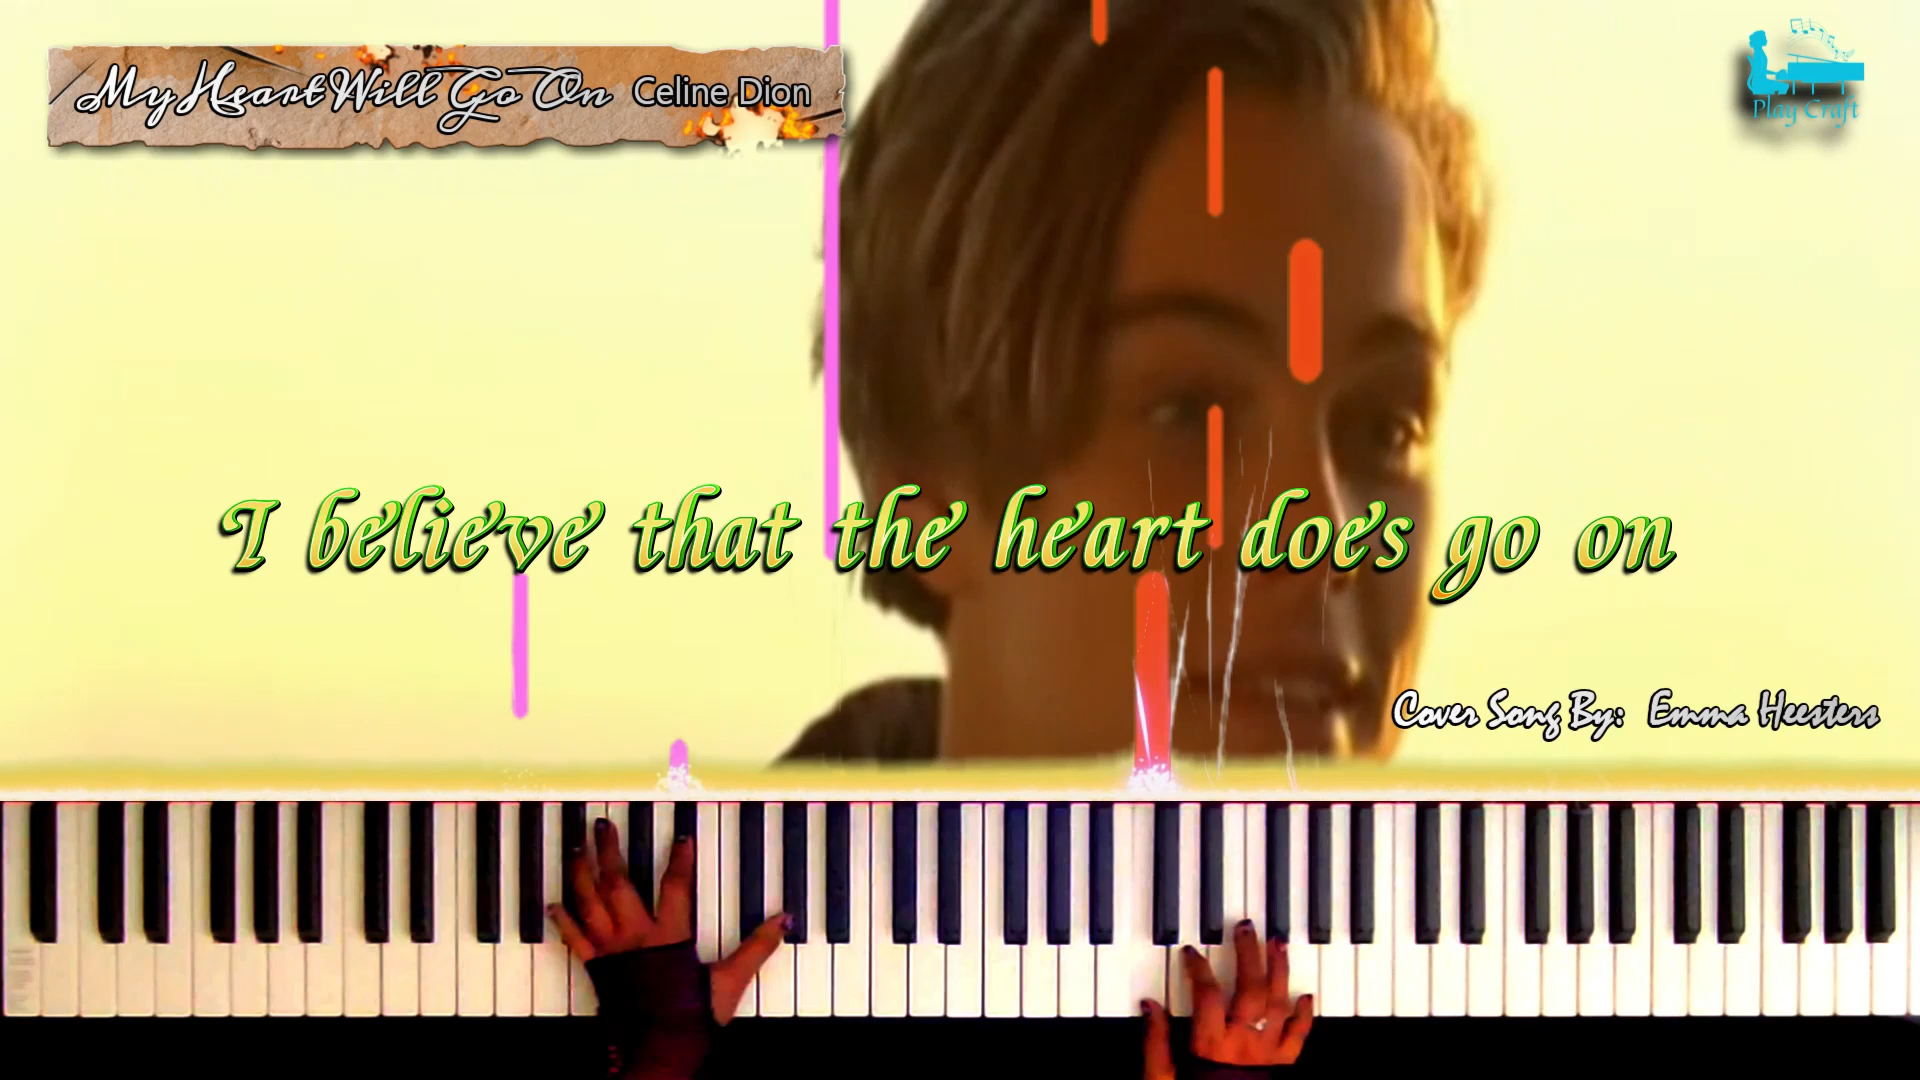 My Heart Will Go On Celine Dion
Play Craft
I believe that the heart does go on
Cover Song By: Emma Heesters